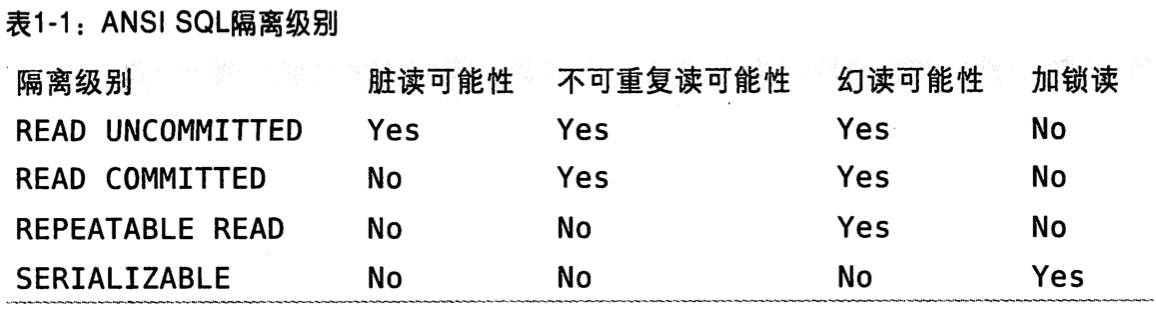 表1-1：ANSI SQL隔离级别
隔离级别 脏读可能性 不可重复读可能性 幻读可能性 加锁读
READ UNCOMMITTED Yes Yes Yes No
READ COMMITTED No Yes Yes No
REPEATABLE READ No No Yes No
SERIALIZABLE No No No Yes